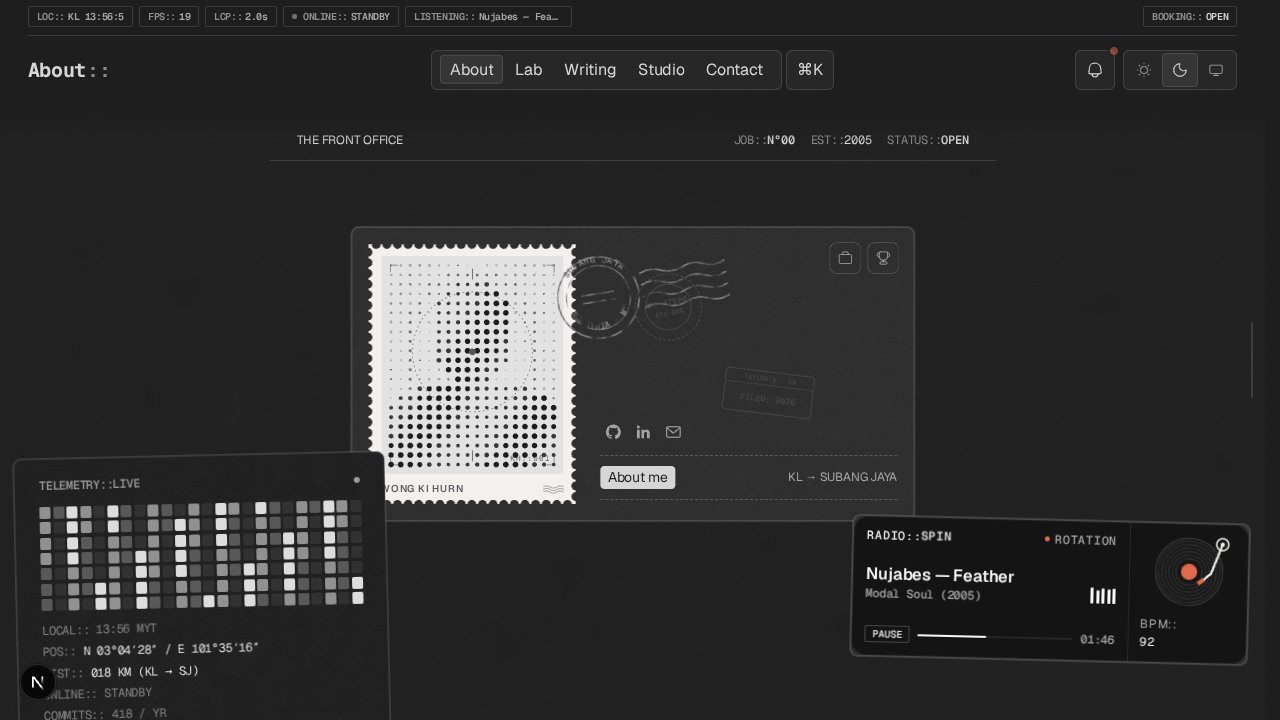 LOC:: KL 13:56:5
FPS:: 19
LCP:: 2.0s
ONLINE:: STANDBY
LISTENING:: Nujabes — Fea…
BOOKING:: OPEN
About::
About
Lab
Writing
Studio
Contact
⌘K
THE FRONT OFFICE
JOB::N°00 EST::2005 STATUS::OPEN
FILED::2020
WONG KI HURN
About me
KL → SUBANG JAYA
TELEMETRY::LIVE
LOCAL:: 13:56 MYT
POS:: N 03°04'28" / E 101°35'16"
018 KM (KL → SJ)
STANDBY
COMMITS:: 418 / YR
RADIO::SPIN
ROTATION
Nujabes — Feather
Modal Soul (2005)
PAUSE
01:46
BPM::
92
N